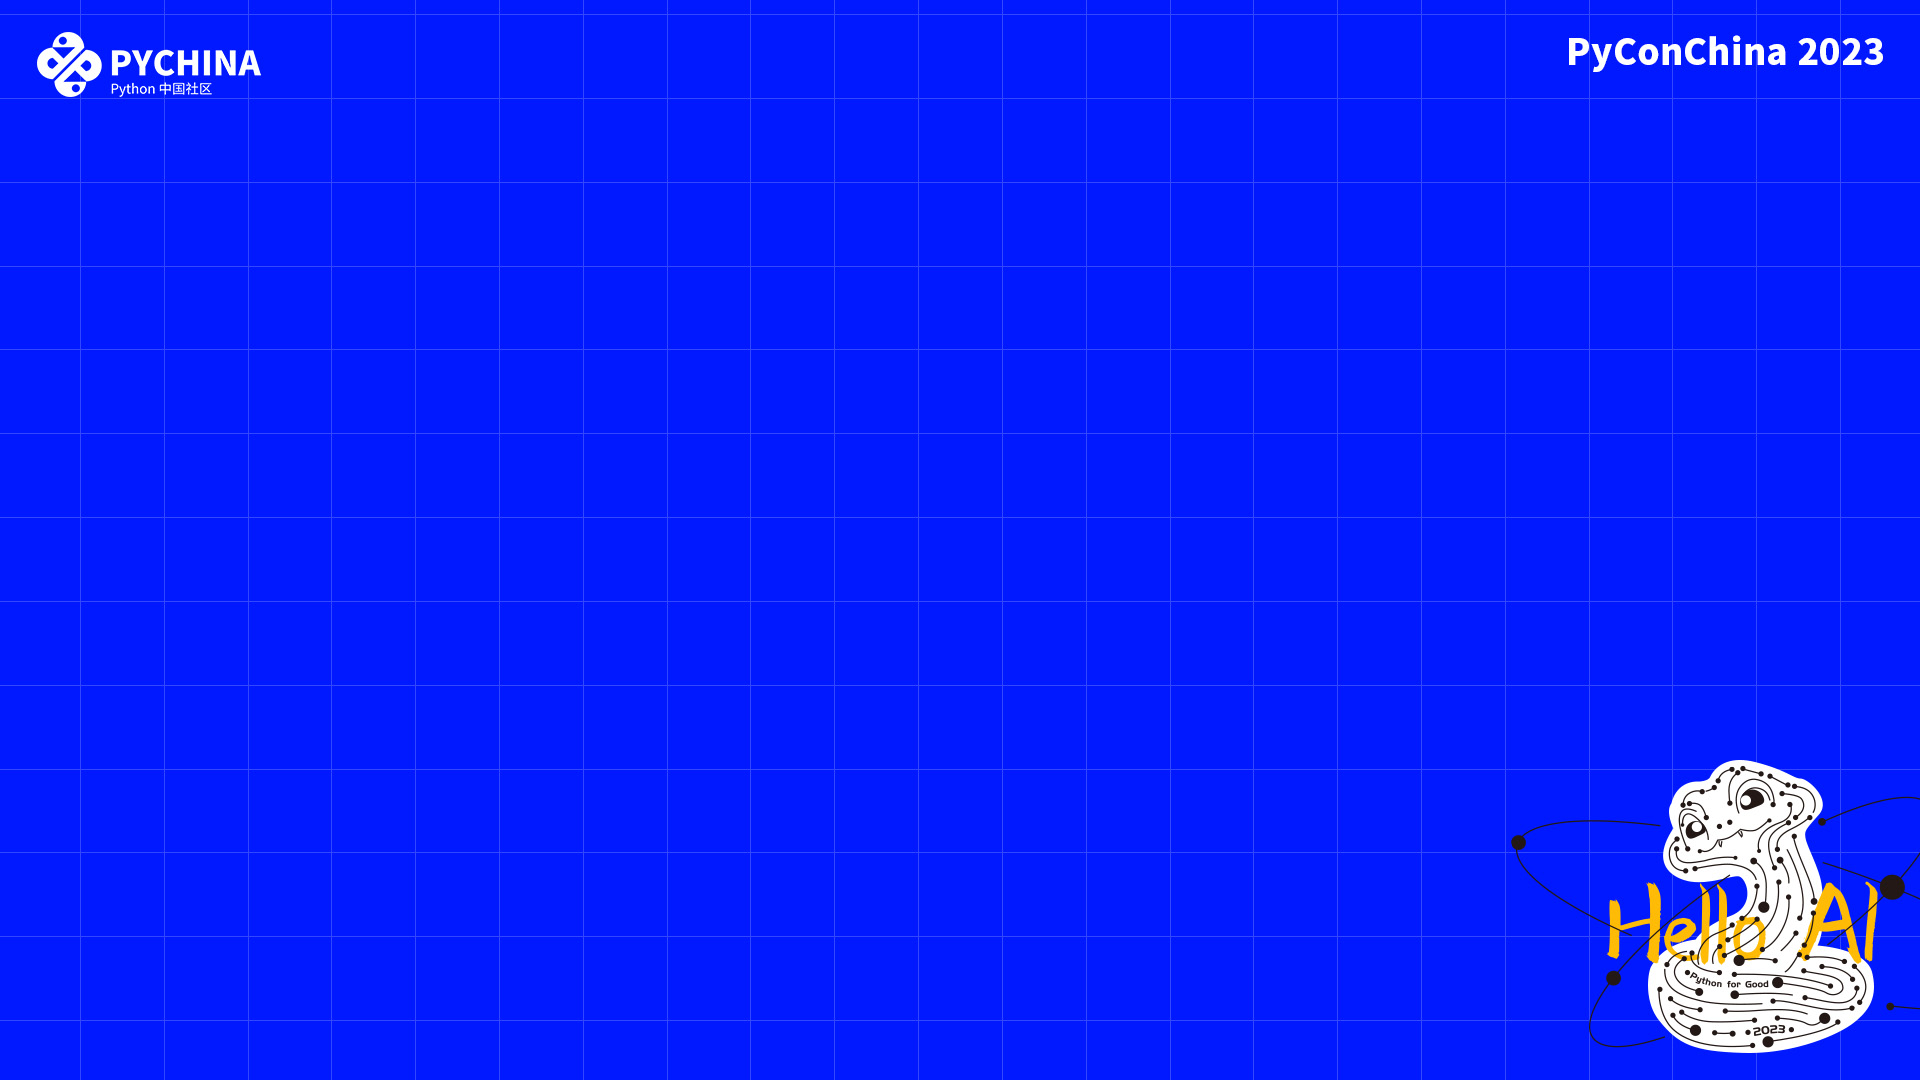 PYCHINA
Python 中国社区
PyConChina 2023
Hello AI
Python for Good
2023